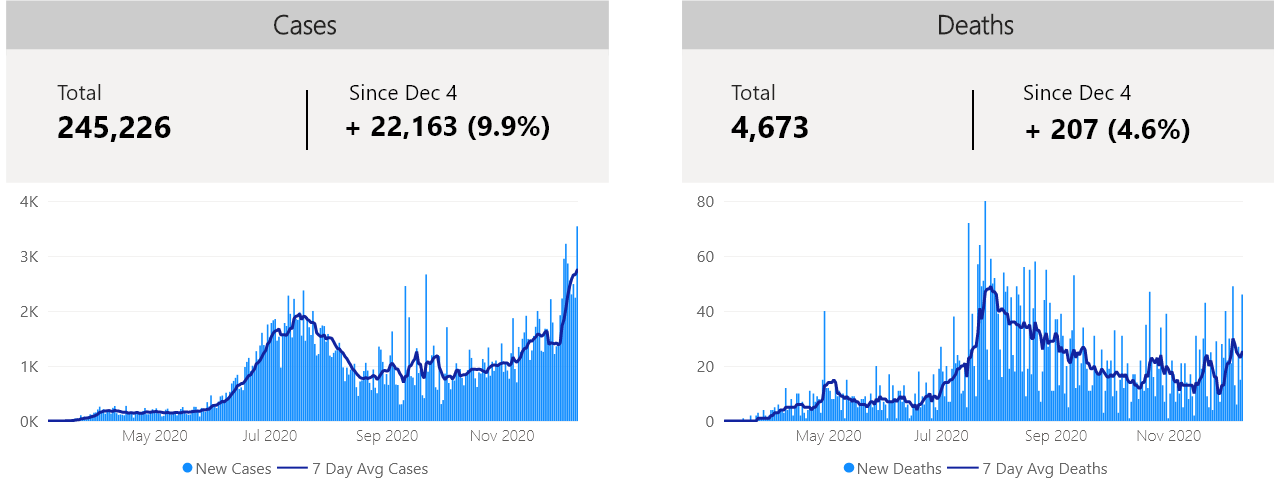 Cases
Total
245,226
Since Dec 4
+ 22,163 (9.9%)
4K
3K
2K
1K
0K
May 2020
Jul 2020
Sep 2020
Nov 2020
New Cases
7 Day Avg Cases
Deaths
Total
4,673
Since Dec 4
+ 207 (4.6%)
80
60
40
20
0
May 2020
Jul 2020
Sep 2020
Nov 2020
New Deaths
7 Day Avg Deaths